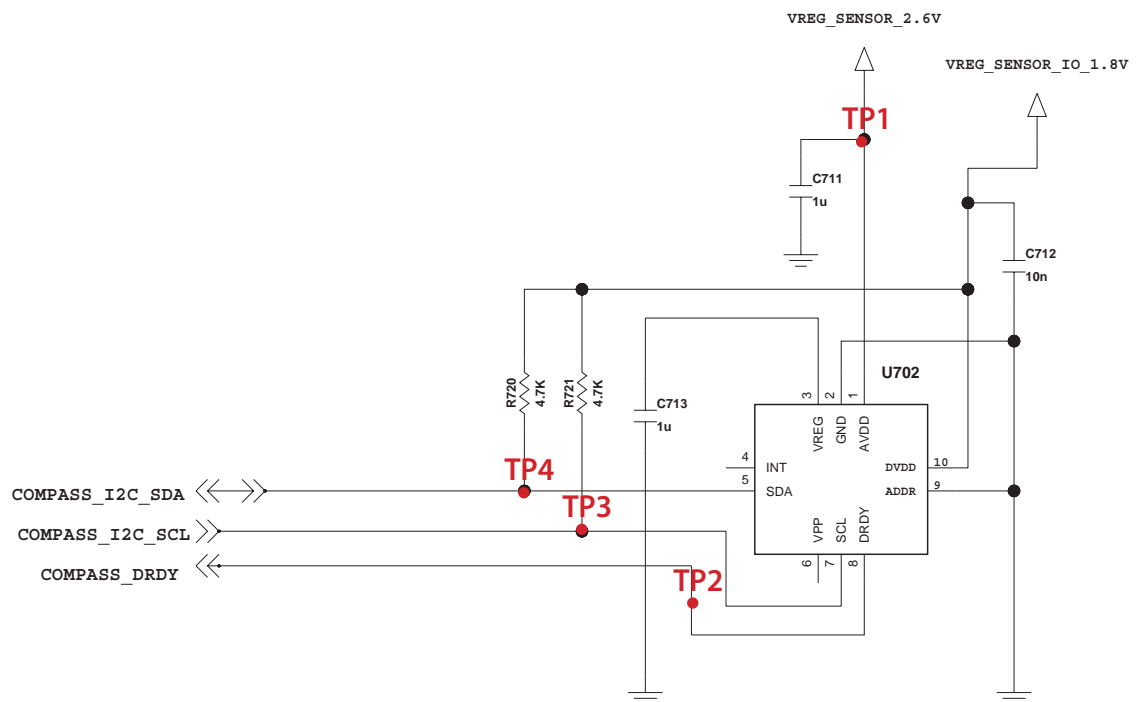 VREG_SENSOR_2.6V
VREG_SENSOR_IO_1.8V
TP1
C711
1u
C712
10n
U702
R720
4.7K
R721
4.7K
C713
1u
3
2
1
VREG
GND
AVDD
4
INT
DVDD
10
5
SDA
ADDR
9
TP4
COMPASS_I2C_SDA
TP3
COMPASS_I2C_SCL
VPP
SCL
DRDY
6
7
8
COMPASS_DRDY
TP2